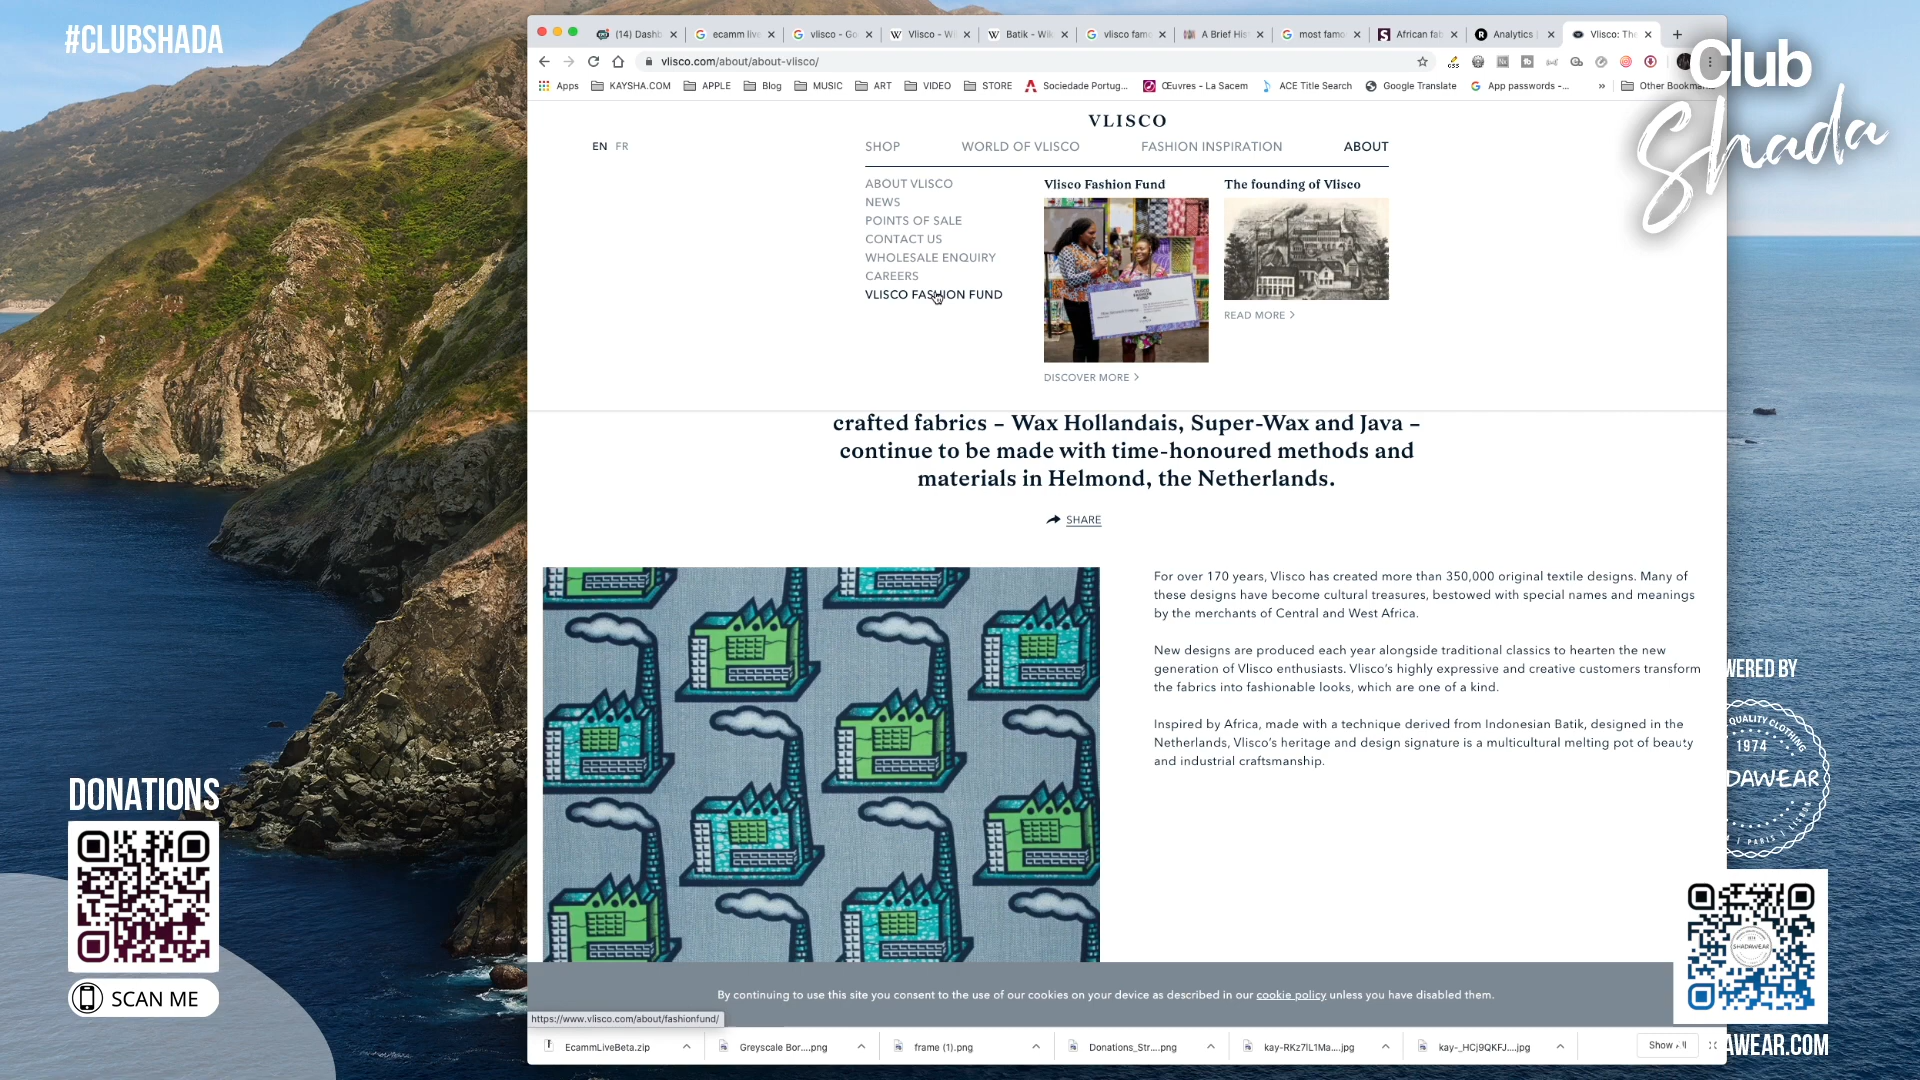 #CLUBSHADA
(14) Dashb
ecamm live
vlisco - Go
Vlisco - Wi
Batik - Wik
vlisco famo
A Brief His
most famo
African fab
Analytics
Vlisco: The
vlisco.com/about/about-vlisco/
Apps
KAYSHA.COM
APPLE
Blog
MUSIC
ART
VIDEO
STORE
Sociedade Portug...
Œuvres - La Sacem
ACE Title Search
Google Translate
App passwords -...
»
Other Bookma
Club
Shada
VLISCO
EN FR
SHOP
WORLD OF VLISCO
FASHION INSPIRATION
ABOUT
ABOUT VLISCO
NEWS
POINTS OF SALE
CONTACT US
WHOLESALE ENQUIRY
CAREERS
VLISCO FASHION FUND
Vlisco Fashion Fund
DISCOVER MORE >
The founding of Vlisco
READ MORE >
crafted fabrics – Wax Hollandais, Super-Wax and Java –
continue to be made with time-honoured methods and
materials in Helmond, the Netherlands.
SHARE
For over 170 years, Vlisco has created more than 350,000 original textile designs. Many of
these designs have become cultural treasures, bestowed with special names and meanings
by the merchants of Central and West Africa.
New designs are produced each year alongside traditional classics to hearten the new
generation of Vlisco enthusiasts. Vlisco's highly expressive and creative customers transform
the fabrics into fashionable looks, which are one of a kind.
Inspired by Africa, made with a technique derived from Indonesian Batik, designed in the
Netherlands, Vlisco's heritage and design signature is a multicultural melting pot of beauty
and industrial craftsmanship.
WERED BY
QUALITY CLOTHING
1974
DAWEAR
| PARIS | LISBON
DONATIONS
SCAN ME
SHADAWEAR
AWEAR.COM
By continuing to use this site you consent to the use of our cookies on your device as described in our cookie policy unless you have disabled them.
https://www.vlisco.com/about/fashionfund/
EcammLiveBeta.zip
Greyscale Bor....png
frame (1).png
Donations_Str....png
kay-RKz7IL1Ma....jpg
kay-_HCj9QKFJ....jpg
Show All